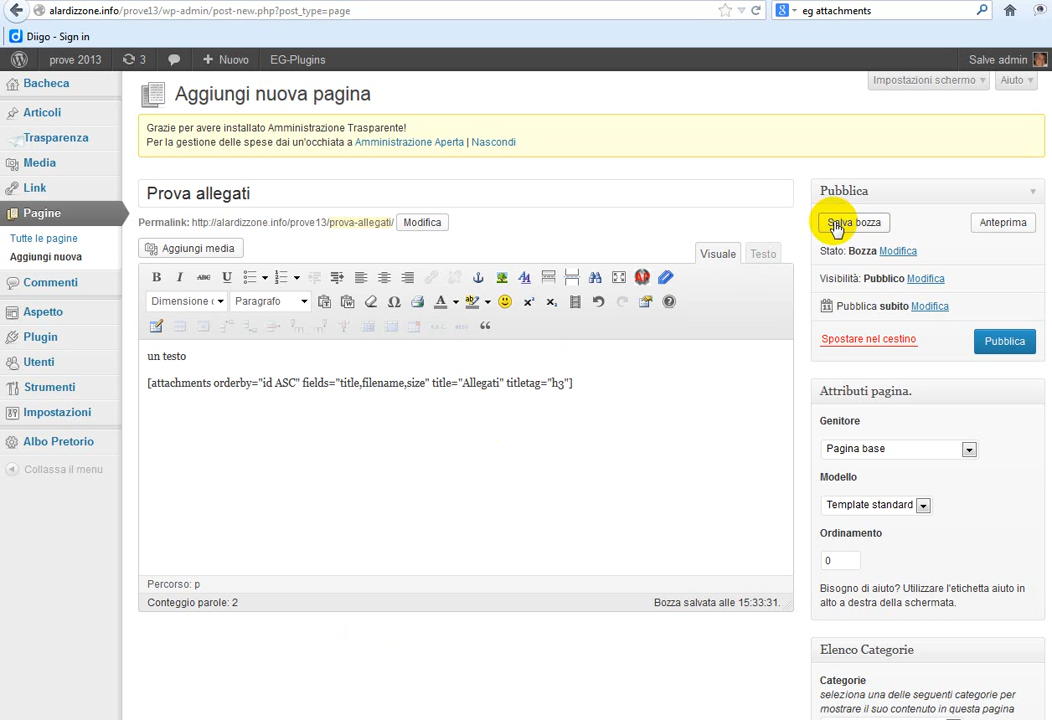 alardizzone.info/prove13/wp-admin/post-new.php?post_type=page
eg attachments
Diigo - Sign in
prove 2013
3
Nuovo
EG-Plugins
Salve admin
Bacheca
Articoli
Trasparenza
Media
Link
Pagine
Tutte le pagine
Aggiungi nuova
Commenti
Aspetto
Plugin
Utenti
Strumenti
Impostazioni
Albo Pretorio
Collassa il menu
Impostazioni schermo
Aiuto
Aggiungi nuova pagina
Grazie per avere installato Amministrazione Trasparente!
Per la gestione delle spese dai un'occhiata a Amministrazione Aperta | Nascondi
Prova allegati
Permalink: http://alardizzone.info/prove13/prova-allegati/ Modifica
Aggiungi media
Visuale
Testo
B I ABC U
Dimensione c
Paragrafo
un testo
[attachments orderby="id ASC" fields="title,filename,size" title="Allegati" titletag="h3"]
Percorso: p
Conteggio parole: 2
Bozza salvata alle 15:33:31.
Pubblica
Salva bozza
Anteprima
Stato: Bozza Modifica
Visibilità: Pubblico Modifica
Pubblica subito Modifica
Spostare nel cestino
Pubblica
Attributi pagina.
Genitore
Pagina base
Modello
Template standard
Ordinamento
0
Bisogno di aiuto? Utilizzare l'etichetta aiuto in
alto a destra della schermata.
Elenco Categorie
Categorie
seleziona una delle seguenti categorie per
mostrare il suo contenuto in questa pagina